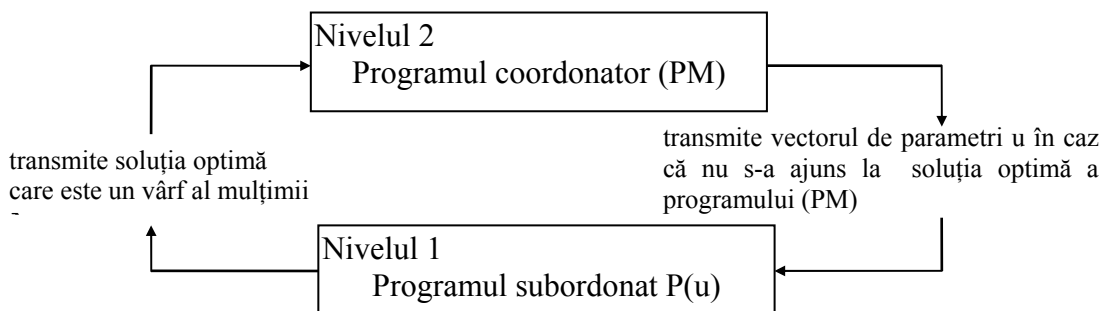 Nivelul 2
Programul coordonator (PM)
transmite soluția optimă
care este un vârf al mulțimii
transmite vectorul de parametri u în caz
că nu s-a ajuns la soluția optimă a
programului (PM)
Nivelul 1
Programul subordonat P(u)